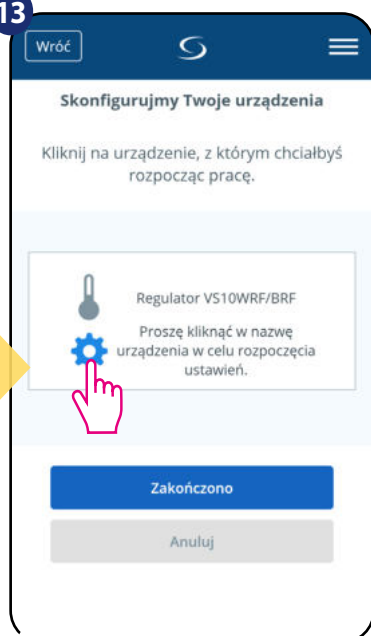 13
Wróć
Skonfigurujmy Twoje urządzenia
Kliknij na urządzenie, z którym chciałbyś
rozpocząc pracę.
Regulator VS10WRF/BRF
Proszę kliknąć w nazwę
urządzenia w celu rozpoczęcia
ustawień.
Zakończono
Anuluj